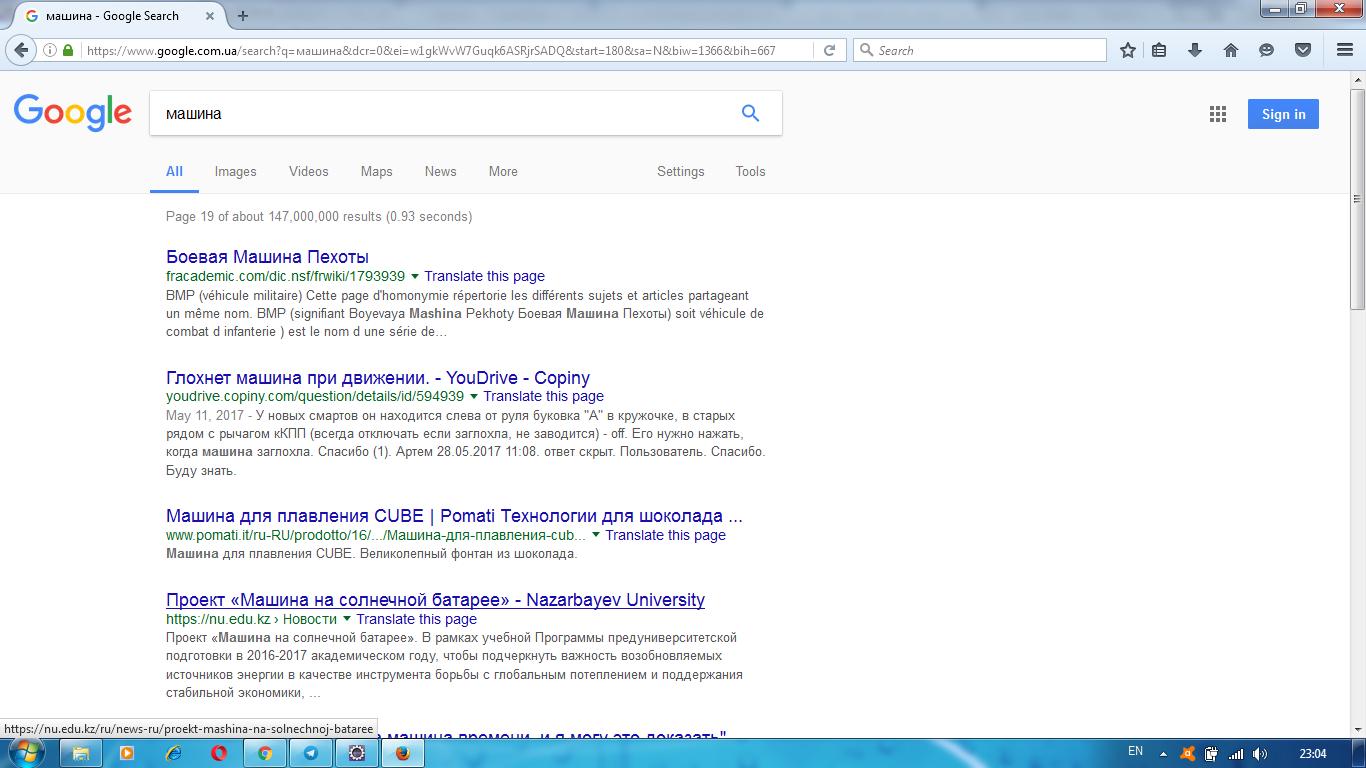 машина - Google Search
https://www.google.com.ua/search?q=машина&dcr=0&ei=w1gkWvW7Guqk6ASRjrSADQ&start=180&sa=N&biw=1366&bih=667
Search
Google
машина
Sign in
All Images Videos Maps News More Settings Tools
Page 19 of about 147,000,000 results (0.93 seconds)
Боевая Машина Пехоты
fracademic.com/dic.nsf/frwiki/1793939 Translate this page
BMP (véhicule militaire) Cette page d'homonymie répertorie les différents sujets et articles partageant
un même nom. BMP (signifiant Boyevaya Mashina Pekhoty Боевая Машина Пехоты) soit véhicule de
combat d infanterie ) est le nom d une série de...
Глохнет машина при движении. - YouDrive - Copiny
youdrive.copiny.com/question/details/id/594939 Translate this page
May 11, 2017 - У новых смартов он находится слева от руля буковка "А" в кружочке, в старых
рядом с рычагом кКПП (всегда отключать если заглохла, не заводится) - off. Его нужно нажать,
когда машина заглохла. Спасибо (1). Артем 28.05.2017 11:08. ответ скрыт. Пользователь. Спасибо.
Буду знать.
Машина для плавления CUBE | Pomati Технологии для шоколада ...
www.pomati.it/ru-RU/prodotto/16/.../Машина-для-плавления-cub... Translate this page
Машина для плавления CUBE. Великолепный фонтан из шоколада.
Проект «Машина на солнечной батарее» - Nazarbayev University
https://nu.edu.kz › Новости Translate this page
Проект «Машина на солнечной батарее». В рамках учебной Программы предуниверситетской
подготовки в 2016-2017 академическом году, чтобы подчеркнуть важность возобновляемых
источников энергии в качестве инструмента борьбы с глобальным потеплением и поддержания
стабильной экономики, ...
https://nu.edu.kz/ru/news-ru/proekt-mashina-na-solnechnoj-bataree
машина времени, и я могу это доказать"
EN 23:04